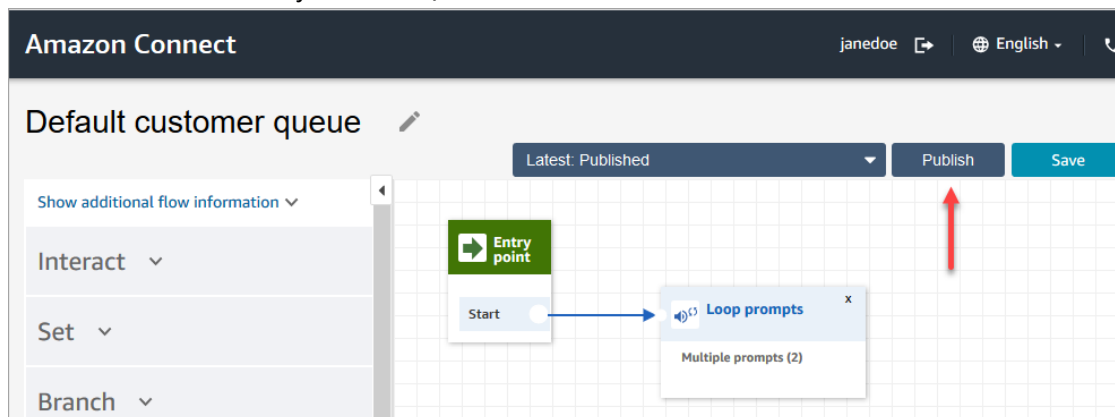 Amazon Connect
janedoe
English
Default customer queue
Latest: Published
Publish
Save
Show additional flow information
Interact
Set
Branch
Entry
point
Start
Loop prompts
x
Multiple prompts (2)